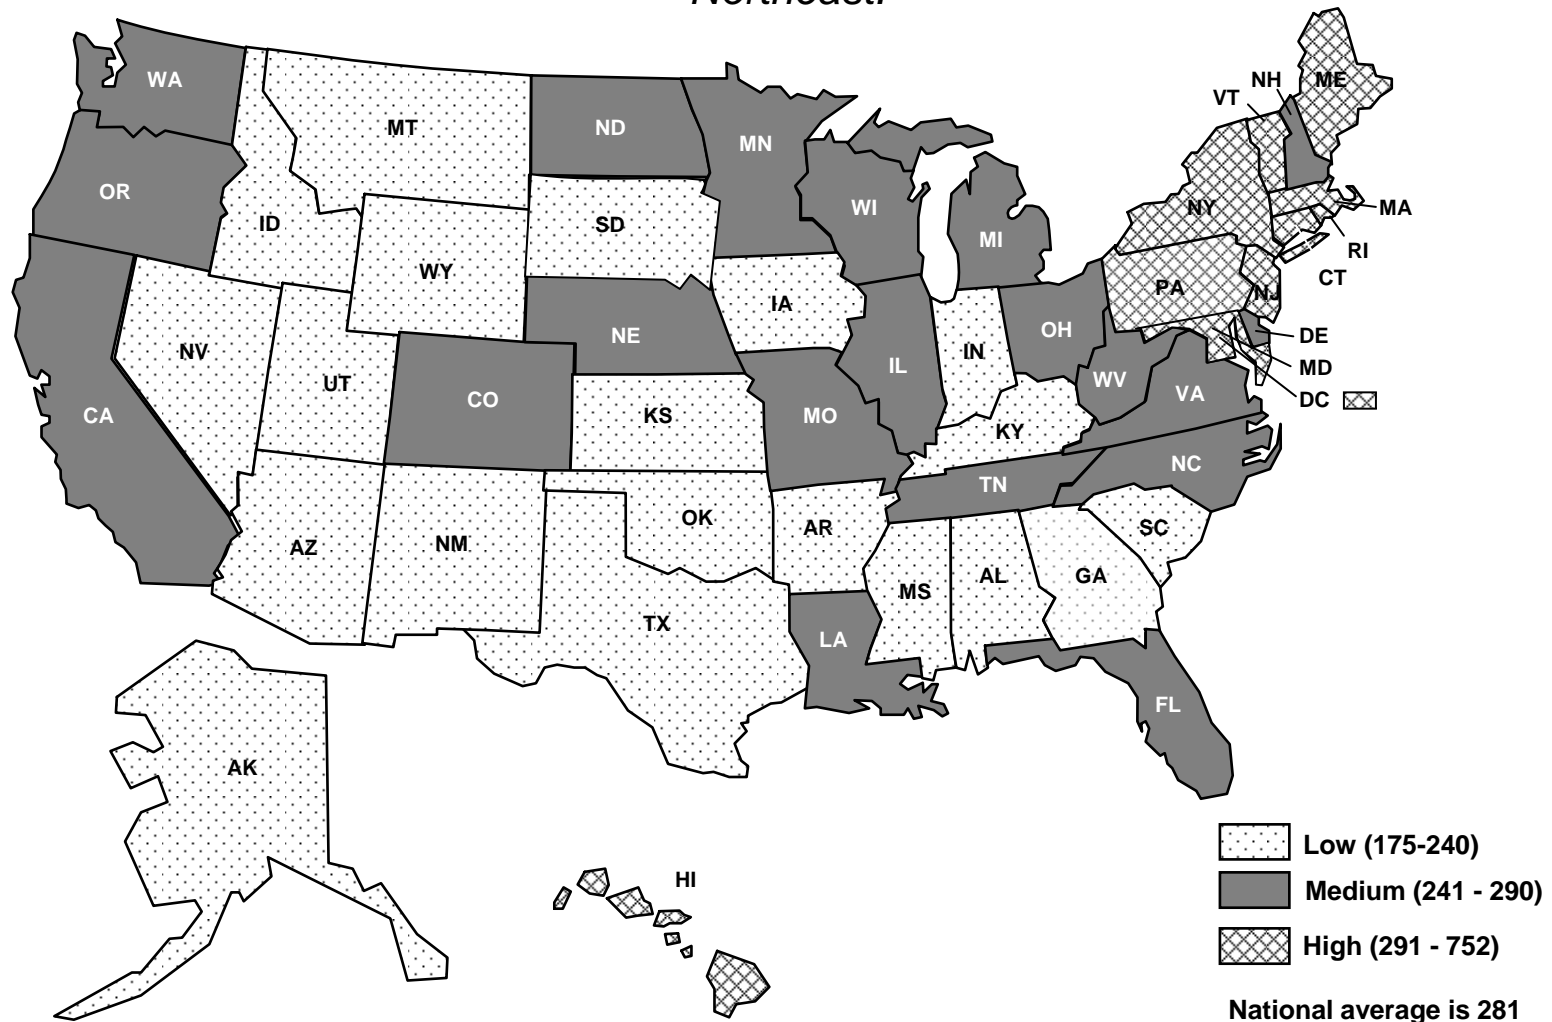 Northeast.
NH
ME
VT
WA
MT
ND
MN
OR
ID
SD
WI
MI
NY
MA
RI
CT
WY
IA
PA
NJ
NV
UT
NE
IL
IN
OH
DE
MD
CO
KS
MO
WV
VA
DC
CA
KY
TN
NC
AZ
NM
OK
AR
SC
MS
AL
GA
TX
LA
FL
AK
HI
Low (175-240)
Medium (241 - 290)
High (291 - 752)
National average is 281